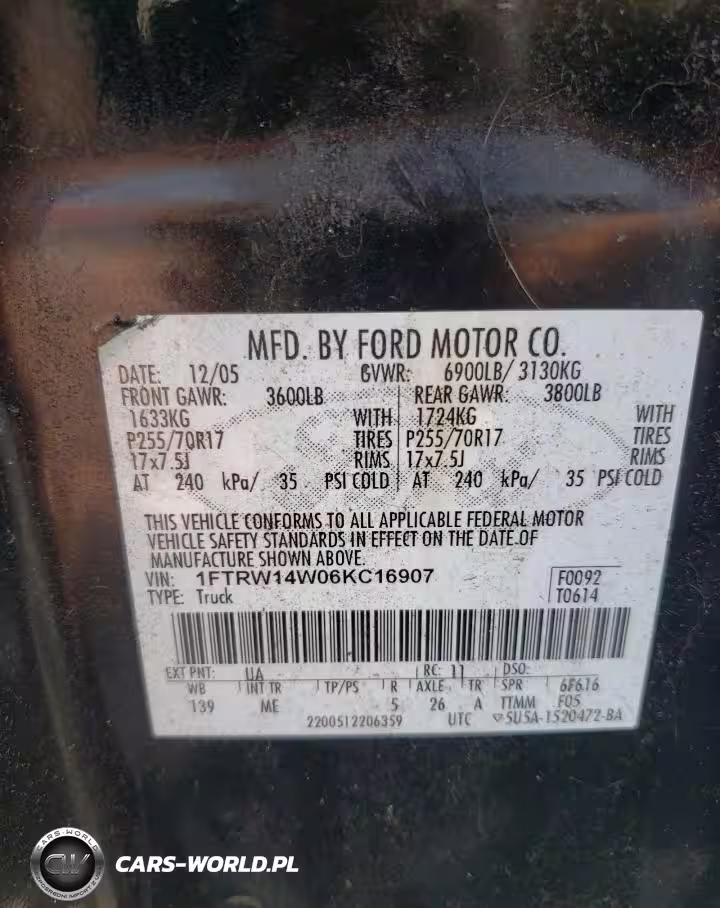 MFD. BY FORD MOTOR CO.
DATE: 12/05 GVWR: 6900LB/ 3130KG
FRONT GAWR: 3600LB REAR GAWR: 3800LB
1633KG WITH 1724KG WITH
P255/70R17 TIRES P255/70R17 TIRES
17x7.5J RIMS 17x7.5J RIMS
AT 240 kPa/ 35 PSI COLD AT 240 kPa/ 35 PSI COLD
THIS VEHICLE CONFORMS TO ALL APPLICABLE FEDERAL MOTOR
VEHICLE SAFETY STANDARDS IN EFFECT ON THE DATE OF
MANUFACTURE SHOWN ABOVE.
VIN: 1FTRW14W06KC16907 F0092
TYPE: Truck T0614
EXT PNT: UA RC: 11 DSO:
WB INT TR TP/PS R AXLE TR SPR 6F616
139 ME 5 26 A TTMM F05
2200512206359 UTC 5U5A-1520472-BA
CARS-WORLD
CW
CARS-WORLD.PL